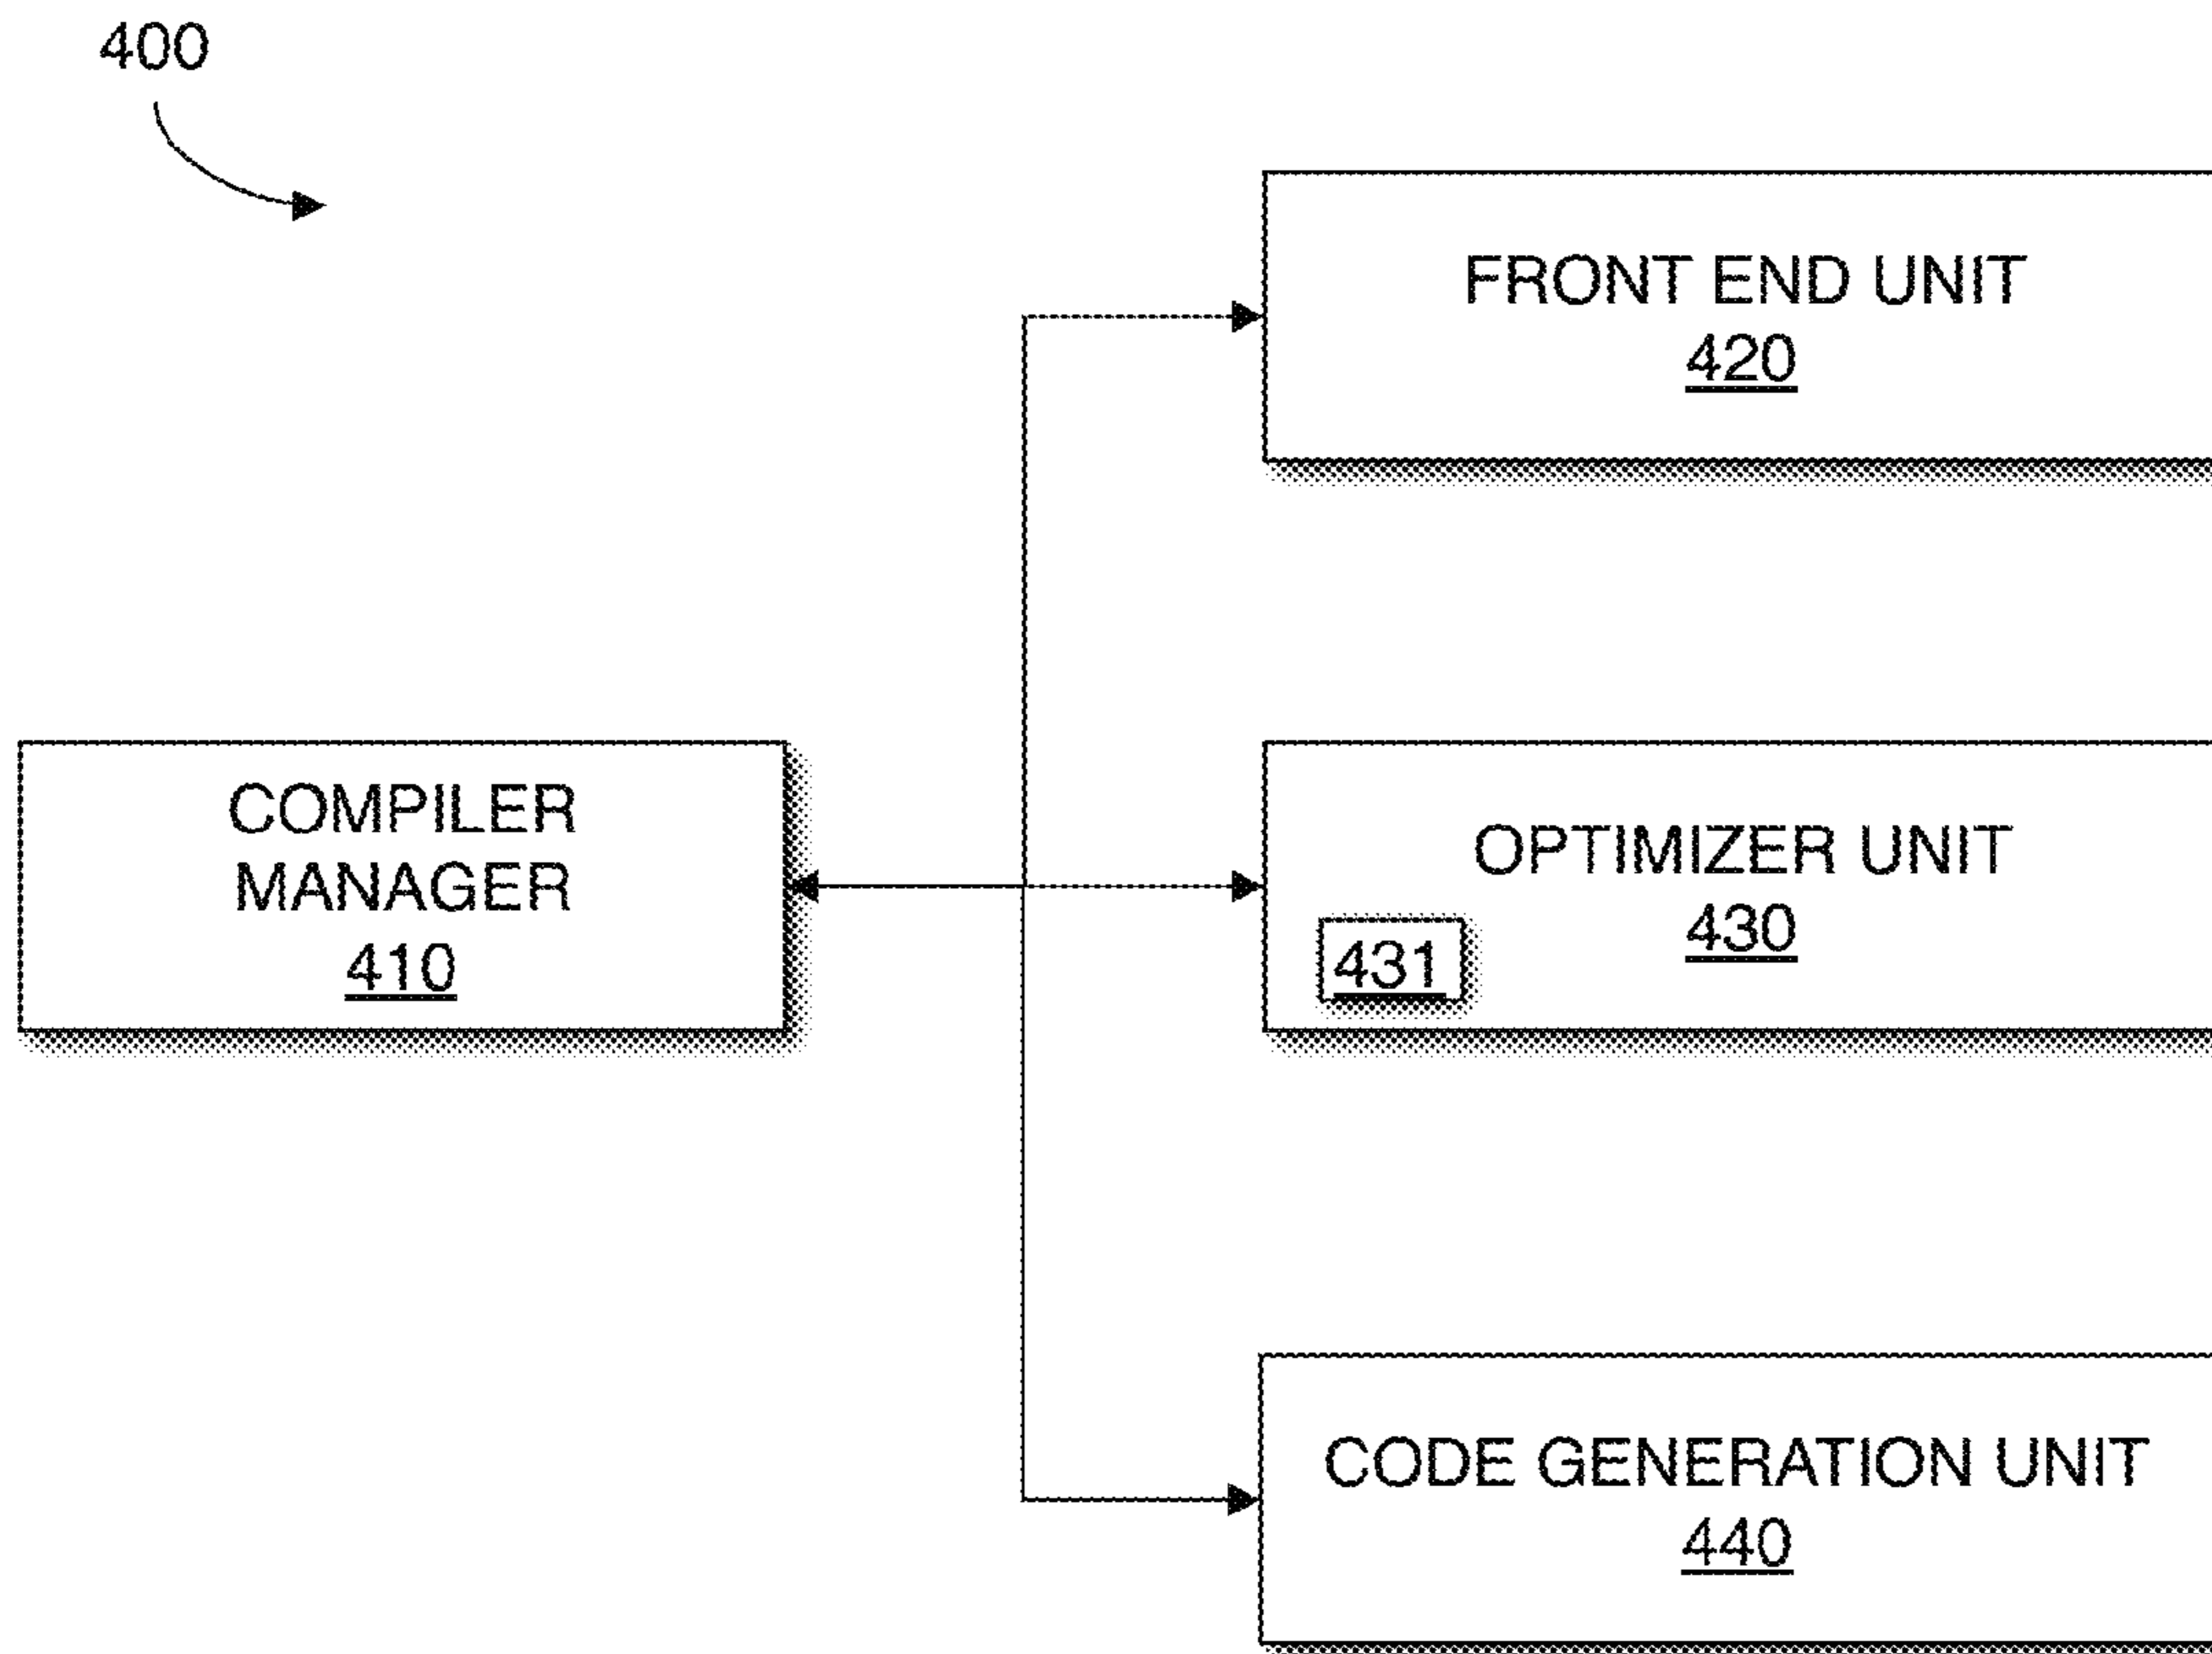 400
FRONT END UNIT
420
COMPILER
MANAGER
410
OPTIMIZER UNIT
430
431
CODE GENERATION UNIT
440